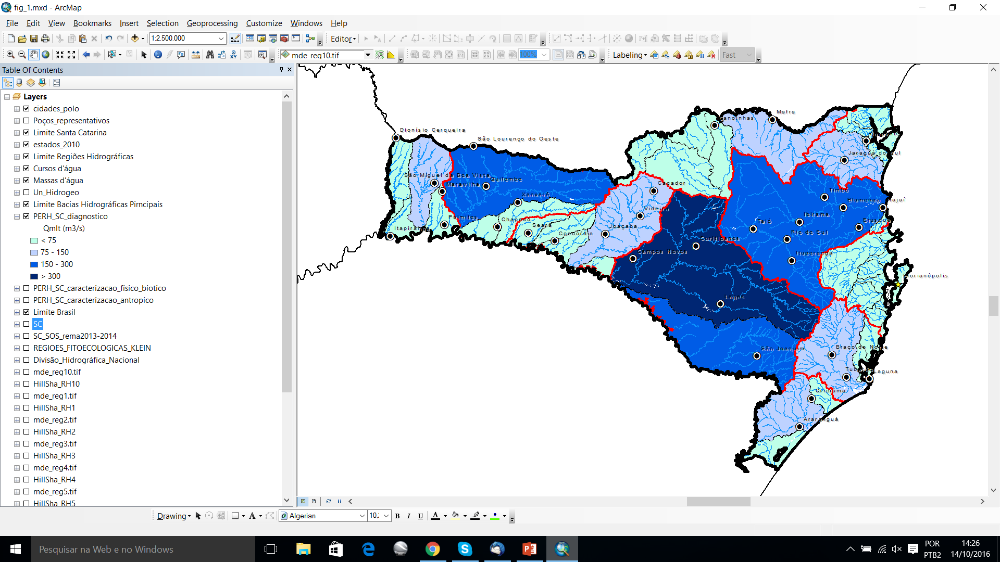 fig_1.mxd - ArcMap
File Edit View Bookmarks Insert Selection Geoprocessing Customize Windows Help
1:2.500.000
Editor
mde_reg10.tif
100%
Labeling
Fast
Table Of Contents
Layers
cidades_polo
Poços_representativos
Limite Santa Catarina
estados_2010
Limite Regiões Hidrográficas
Cursos d'água
Massas d'água
Un_Hidrogeo
Limite Bacias Hidrográficas Pirncipais
PERH_SC_diagnostico
Qmlt (m3/s)
< 75
75 - 150
150 - 300
> 300
PERH_SC_caracterizacao_fisico_biotico
PERH_SC_caracterizacao_antropico
Limite Brasil
SC
SC_SOS_rema2013-2014
REGIOES_FITOECOLOGICAS_KLEIN
Divisão_Hidrográfica_Nacional
mde_reg10.tif
HillSha_RH10
mde_reg1.tif
HillSha_RH1
mde_reg2.tif
HillSha_RH2
mde_reg3.tif
HillSha_RH3
mde_reg4.tif
HillSha_RH4
mde_reg5.tif
HillSha_RH5
Mafra
Canoinhas
Dionísio Cerqueira
São Lourenço do Oeste
Joinville
Jaraguá do Sul
São Miguel da Boa Vista
Quilombo
Maravilha
Caçador
Xanxerê
Timbó
Blumenau
Itajaí
Videira
Ibirama
Palmitos
Chapecó
Seara
Taió
Brusque
Itapiranga
Concórdia
Joaçaba
Rio do Sul
Curitibanos
Campos Novos
Ituporanga
Florianópolis
Lages
São Joaquim
Braço do Norte
Laguna
Criciúma
Araranguá
Drawing
Algerian
10,
B I U
A
Pesquisar na Web e no Windows
POR
PTB2
14:26
14/10/2016